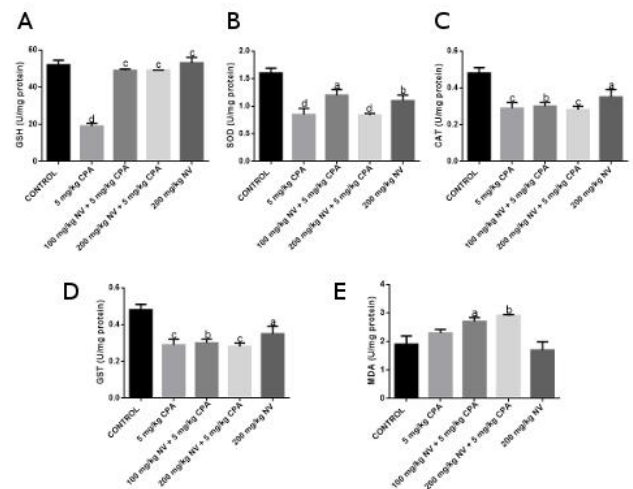 A
GSH (U/mg protein)
60
40
20
0
d
c
c
c
CONTROL
5 mg/kg CPA
100 mg/kg NV + 5 mg/kg CPA
200 mg/kg NV + 5 mg/kg CPA
200 mg/kg NV
B
SOD (U/mg protein)
2.0
1.5
1.0
0.5
0.0
d
a
d
b
CONTROL
5 mg/kg CPA
100 mg/kg NV + 5 mg/kg CPA
200 mg/kg NV + 5 mg/kg CPA
200 mg/kg NV
C
CAT (U/mg protein)
0.6
0.4
0.2
0.0
c
b
c
a
CONTROL
5 mg/kg CPA
100 mg/kg NV + 5 mg/kg CPA
200 mg/kg NV + 5 mg/kg CPA
200 mg/kg NV
D
GST (U/mg protein)
0.6
0.4
0.2
0.0
c
b
c
a
CONTROL
5 mg/kg CPA
100 mg/kg NV + 5 mg/kg CPA
200 mg/kg NV + 5 mg/kg CPA
200 mg/kg NV
E
MDA (U/mg protein)
4
3
2
1
0
a
b
CONTROL
5 mg/kg CPA
100 mg/kg NV + 5 mg/kg CPA
200 mg/kg NV + 5 mg/kg CPA
200 mg/kg NV